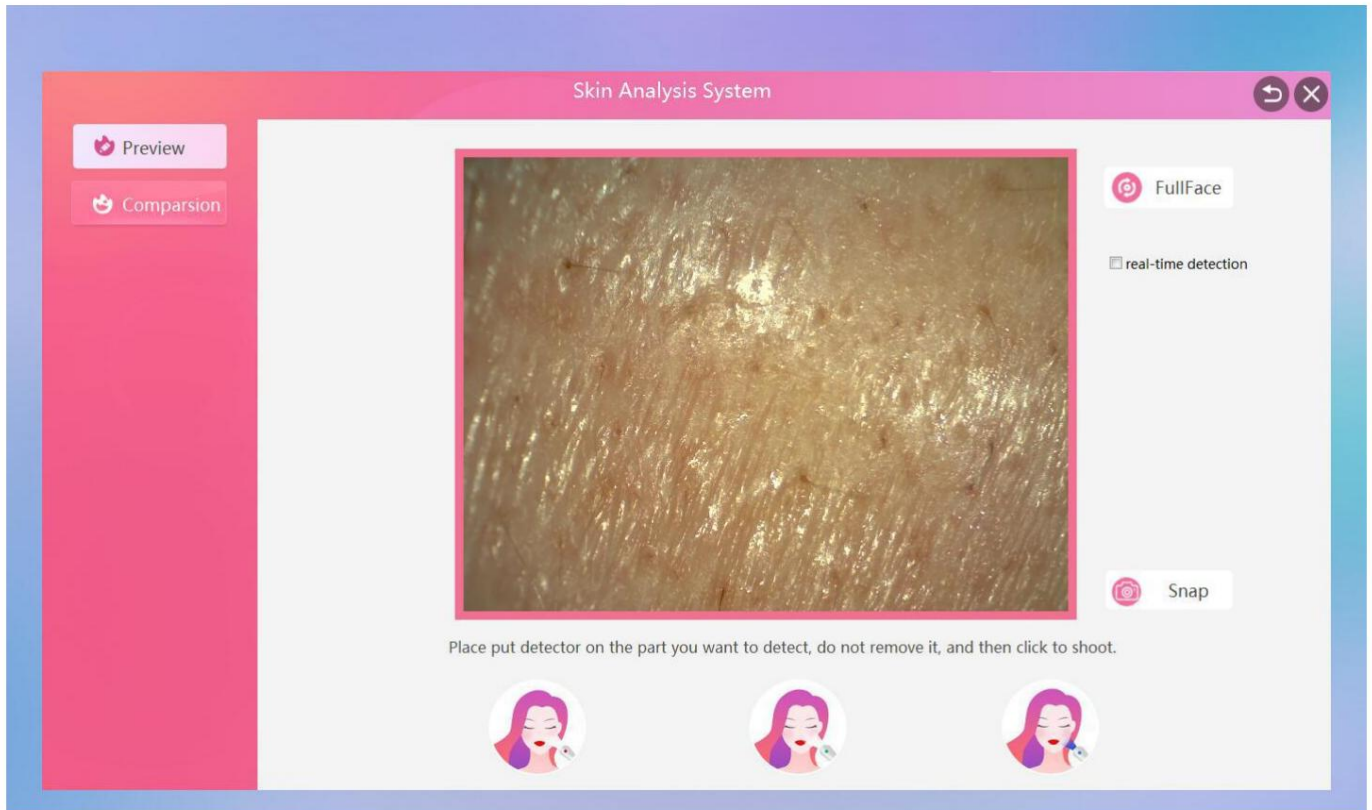 Skin Analysis System
Preview
Comparsion
FullFace
real-time detection
Snap
Place put detector on the part you want to detect, do not remove it, and then click to shoot.